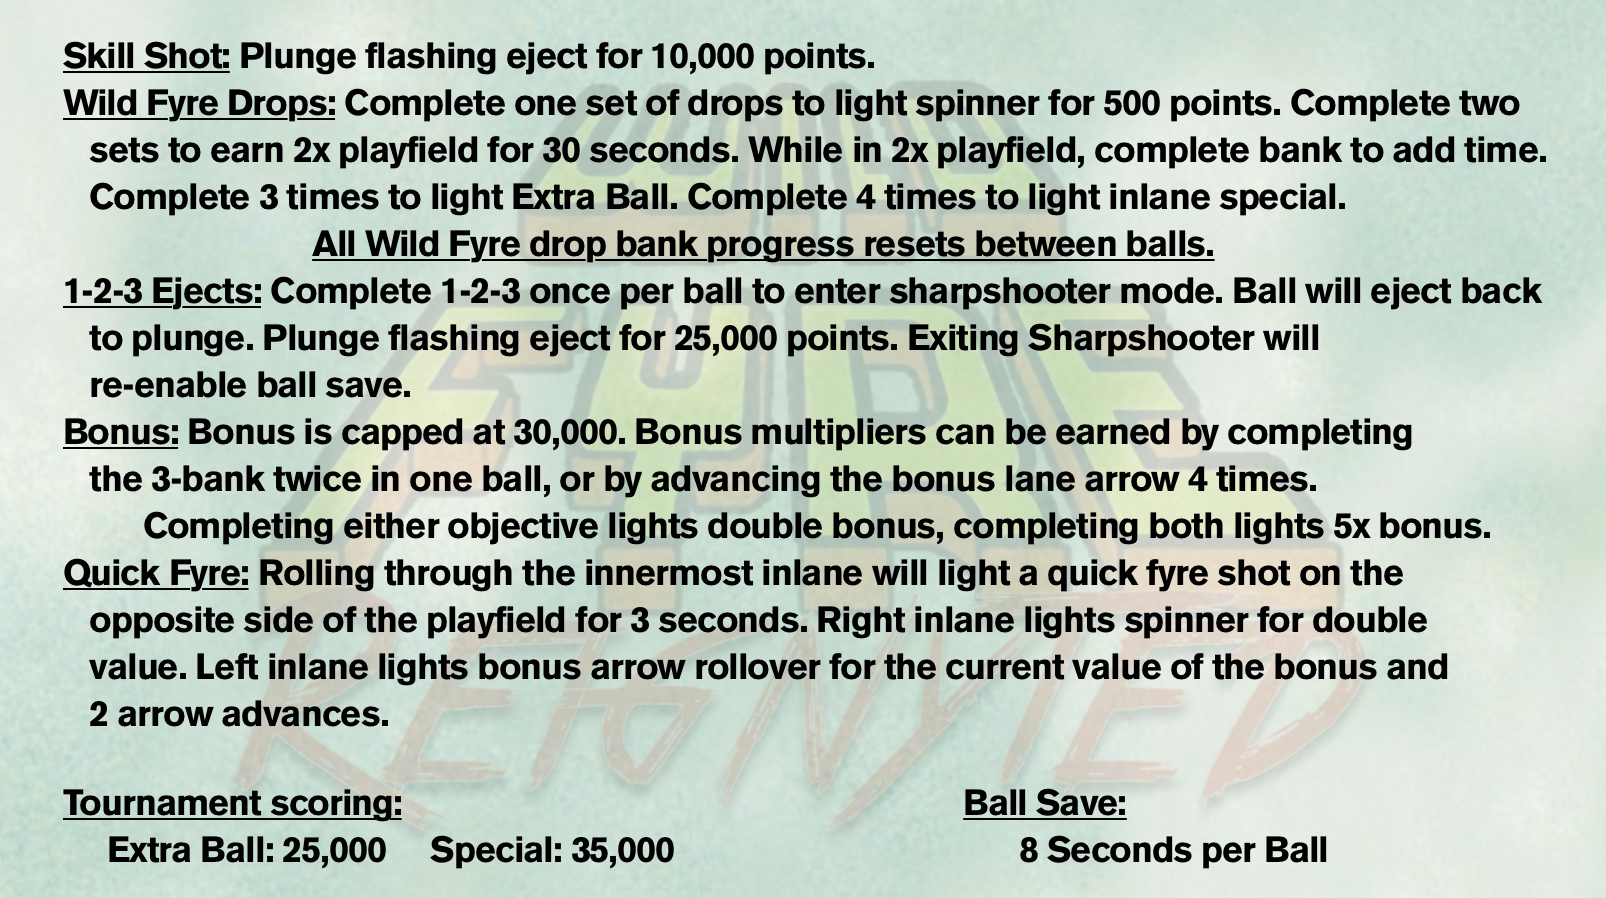 Skill Shot: Plunge flashing eject for 10,000 points.
Wild Fyre Drops: Complete one set of drops to light spinner for 500 points. Complete two
sets to earn 2x playfield for 30 seconds. While in 2x playfield, complete bank to add time.
Complete 3 times to light Extra Ball. Complete 4 times to light inlane special.
All Wild Fyre drop bank progress resets between balls.
1-2-3 Ejects: Complete 1-2-3 once per ball to enter sharpshooter mode. Ball will eject back
to plunge. Plunge flashing eject for 25,000 points. Exiting Sharpshooter will
re-enable ball save.
Bonus: Bonus is capped at 30,000. Bonus multipliers can be earned by completing
the 3-bank twice in one ball, or by advancing the bonus lane arrow 4 times.
Completing either objective lights double bonus, completing both lights 5x bonus.
Quick Fyre: Rolling through the innermost inlane will light a quick fyre shot on the
opposite side of the playfield for 3 seconds. Right inlane lights spinner for double
value. Left inlane lights bonus arrow rollover for the current value of the bonus and
2 arrow advances.
Tournament scoring:
Extra Ball: 25,000 Special: 35,000
Ball Save:
8 Seconds per Ball
WILD
FYRE
REIGNYTED